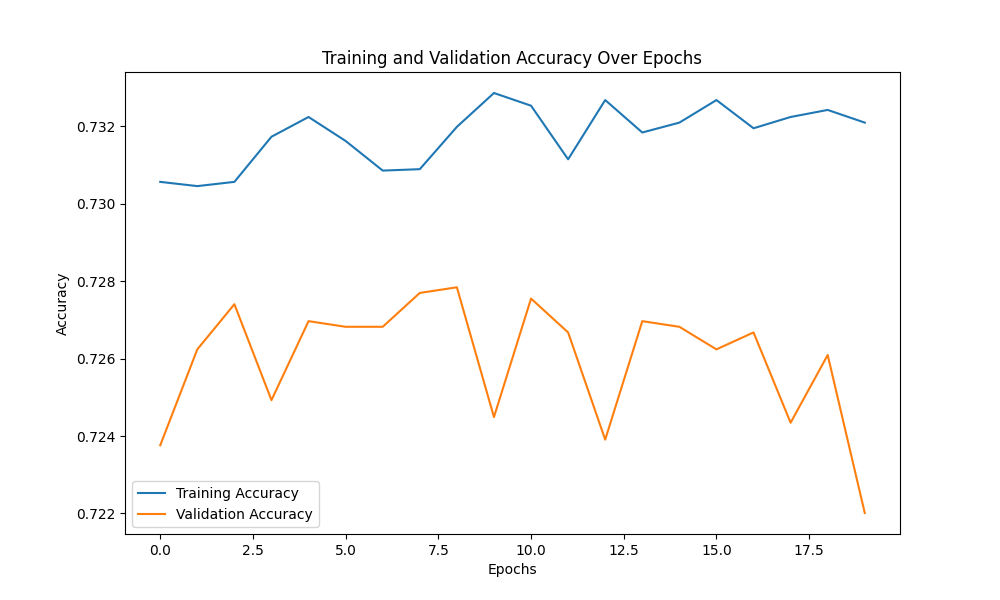 Training and Validation Accuracy Over Epochs
Accuracy
0.732
0.730
0.728
0.726
0.724
0.722
Training Accuracy
Validation Accuracy
0.0 2.5 5.0 7.5 10.0 12.5 15.0 17.5
Epochs